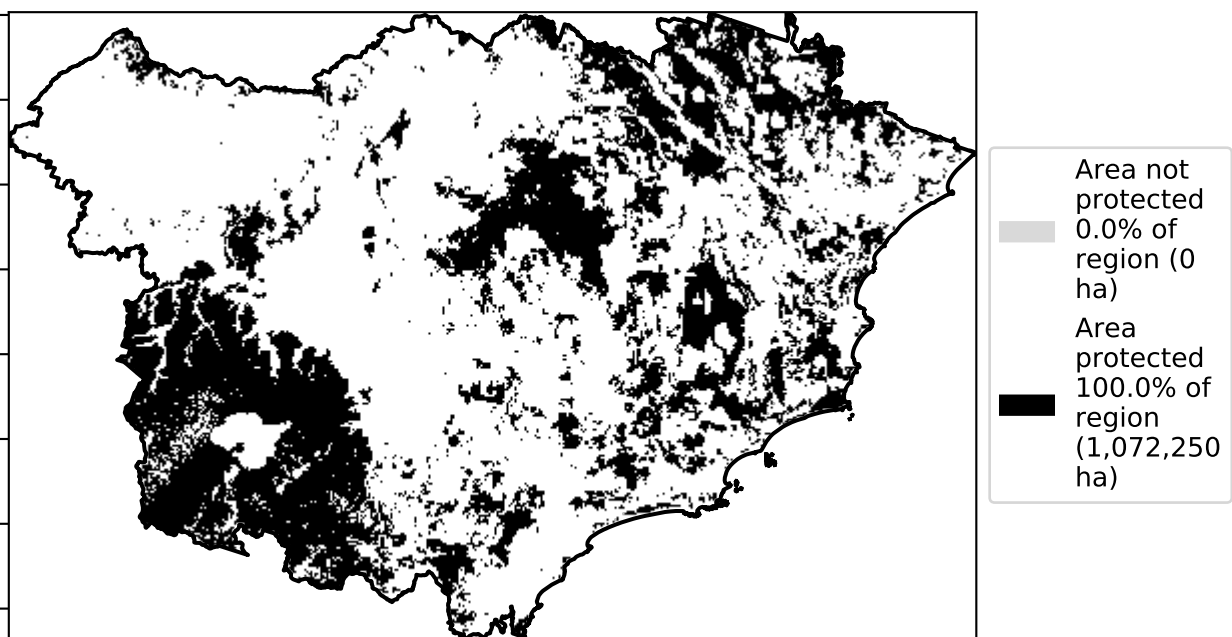 Area not
protected
0.0% of
region (0
ha)
Area
protected
100.0% of
region
(1,072,250
ha)